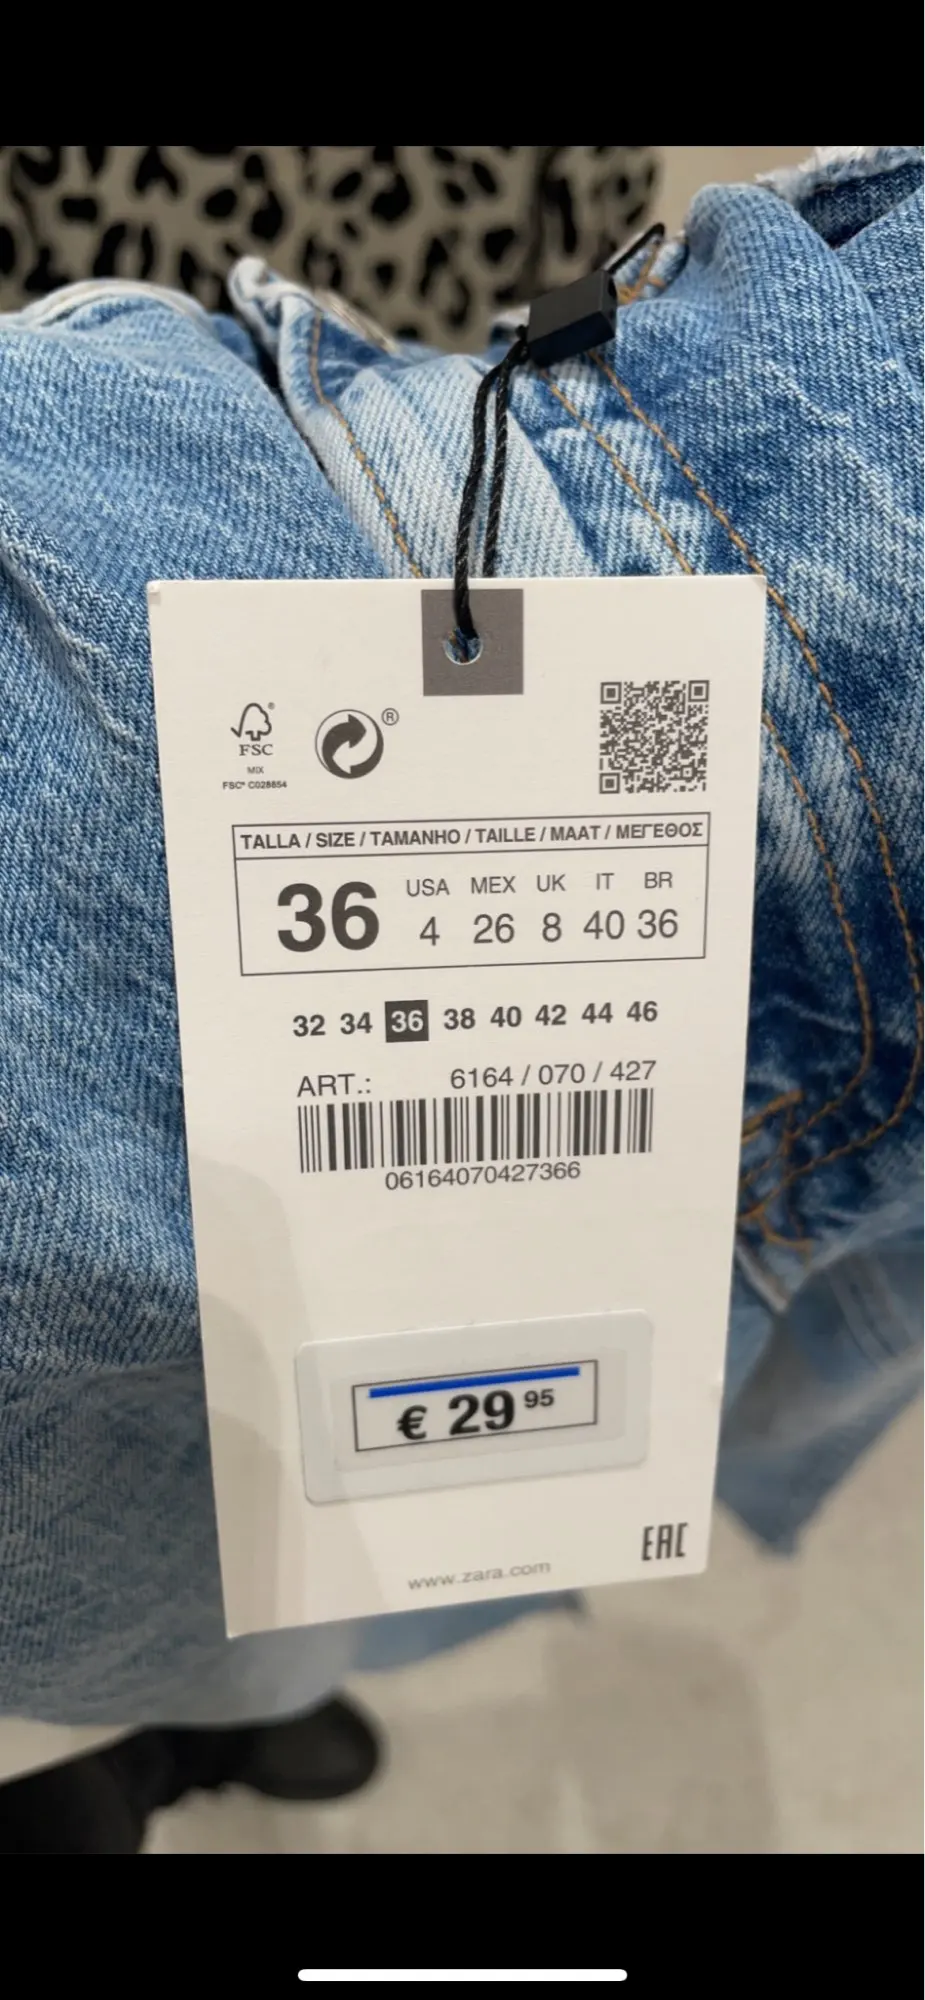 FSC®
MIX
FSC® C028654
®
TALLA / SIZE / TAMANHO / TAILLE / MAAT / ΜΕΓΕΘΟΣ
36
USA MEX UK IT BR
4 26 8 40 36
32 34 36 38 40 42 44 46
ART.: 6164 / 070 / 427
06164070427366
€ 29 95
EAC
www.zara.com